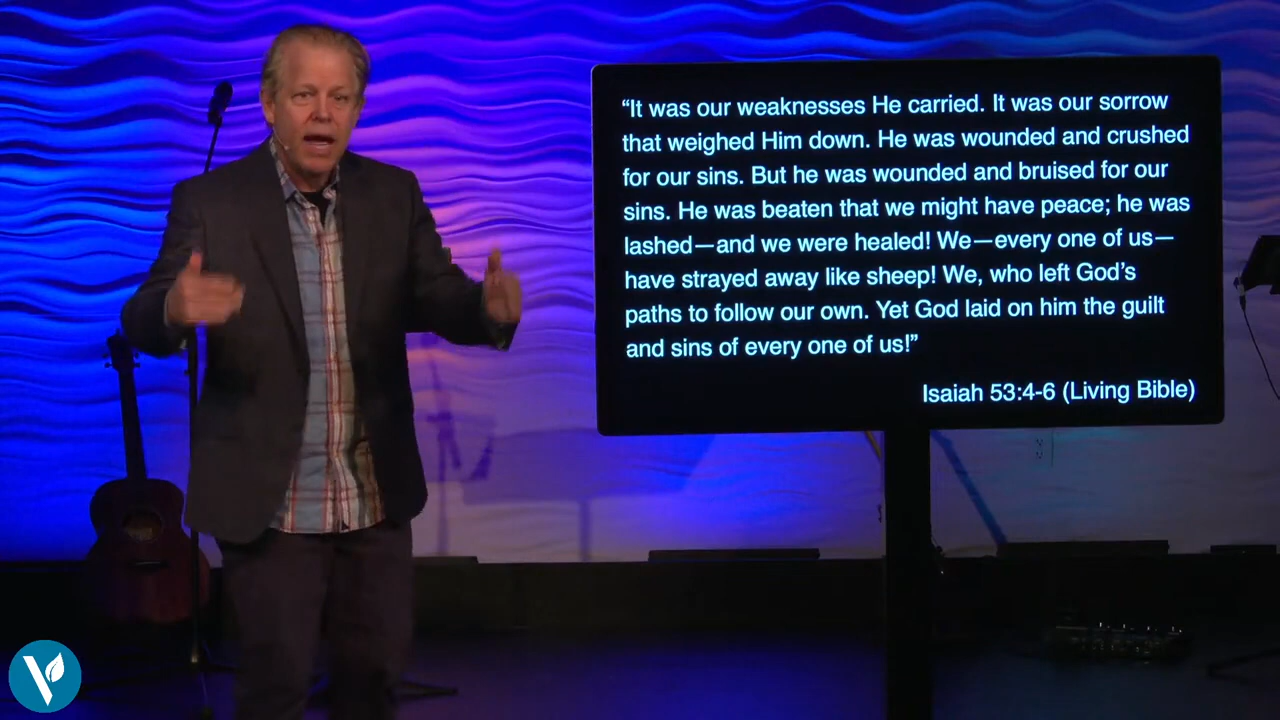 “It was our weaknesses He carried. It was our sorrow
that weighed Him down. He was wounded and crushed
for our sins. But he was wounded and bruised for our
sins. He was beaten that we might have peace; he was
lashed—and we were healed! We—every one of us—
have strayed away like sheep! We, who left God’s
paths to follow our own. Yet God laid on him the guilt
and sins of every one of us!”
Isaiah 53:4-6 (Living Bible)